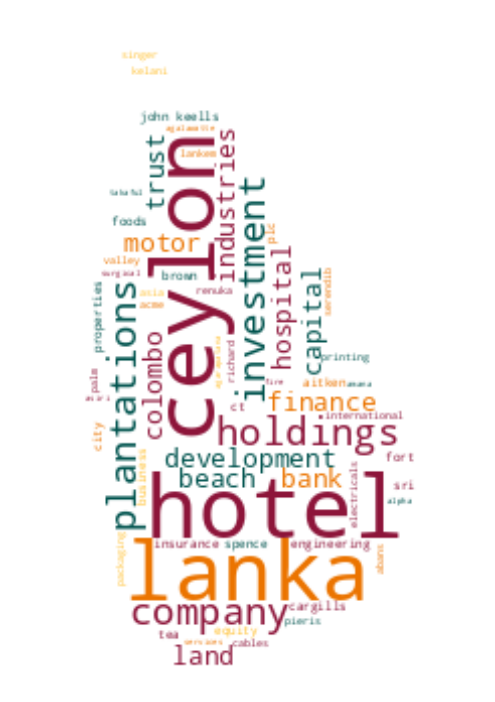 singer
kelani
john keells
agalawatte
lankem
ceylon
trust
industries
takaful
foods
motor
plc
investment
valley
surgical
brown
hospital
capital
serendib
asia
renuka
acme
properties
plantations
colombo
richard
printing
fire
aitken
amana
palm
asiri
finance
ct
international
city
holdings
development
fort
business
beach
bank
sri
electricals
hotel
alpha
packaging
insurance
spence
engineering
abans
lanka
company
cargills
pieris
tea
equity
services
cables
land